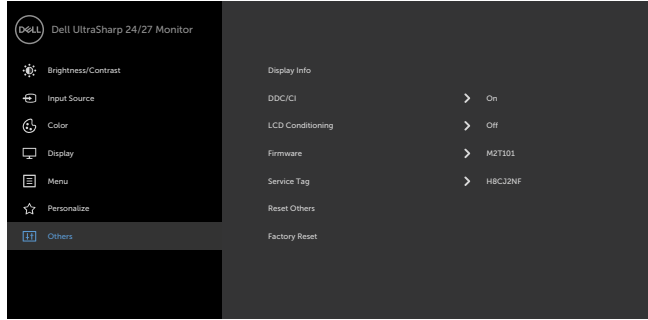 DELL Dell UltraSharp 24/27 Monitor
Brightness/Contrast
Display Info
Input Source
DDC/CI
On
Color
LCD Conditioning
Off
Display
Firmware
M2T101
Menu
Service Tag
H8CJ2NF
Personalize
Reset Others
Others
Factory Reset